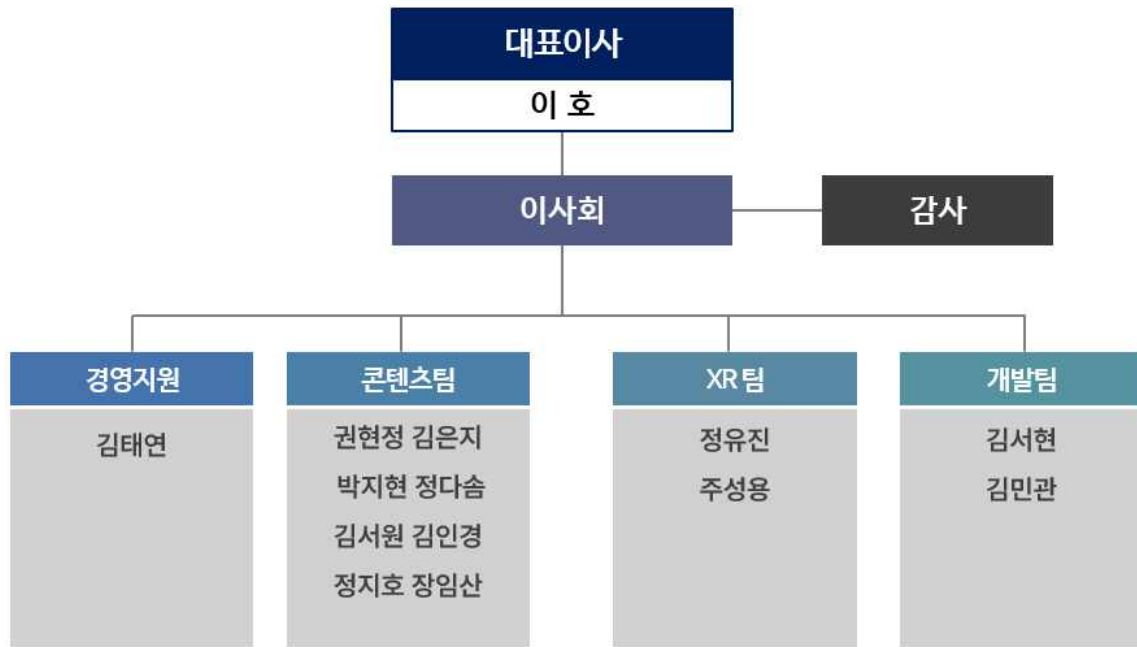 대표이사
이 호
이사회
감사
경영지원
김태연
콘텐츠팀
권현정 김은지
박지현 정다솜
김서원 김인경
정지호 장임산
XR 팀
정유진
주성용
개발팀
김서현
김민관